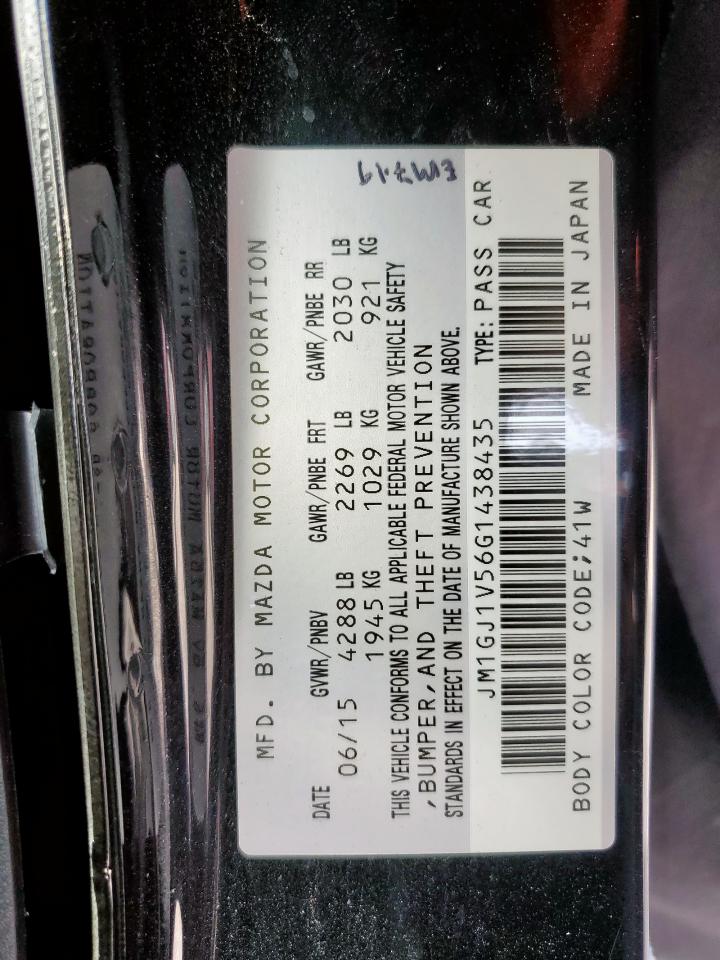 MFD. BY MAZDA MOTOR CORPORATION
DATE GVWR/PNBV GAWR/PNBE FRT GAWR/PNBE RR
06/15 4288 LB 2269 LB 2030 LB
1945 KG 1029 KG 921 KG
THIS VEHICLE CONFORMS TO ALL APPLICABLE FEDERAL MOTOR VEHICLE SAFETY
,BUMPER,AND THEFT PREVENTION
STANDARDS IN EFFECT ON THE DATE OF MANUFACTURE SHOWN ABOVE.
JM1GJ1V56G1438435 TYPE: PASS CAR
BODY COLOR CODE;41W MADE IN JAPAN